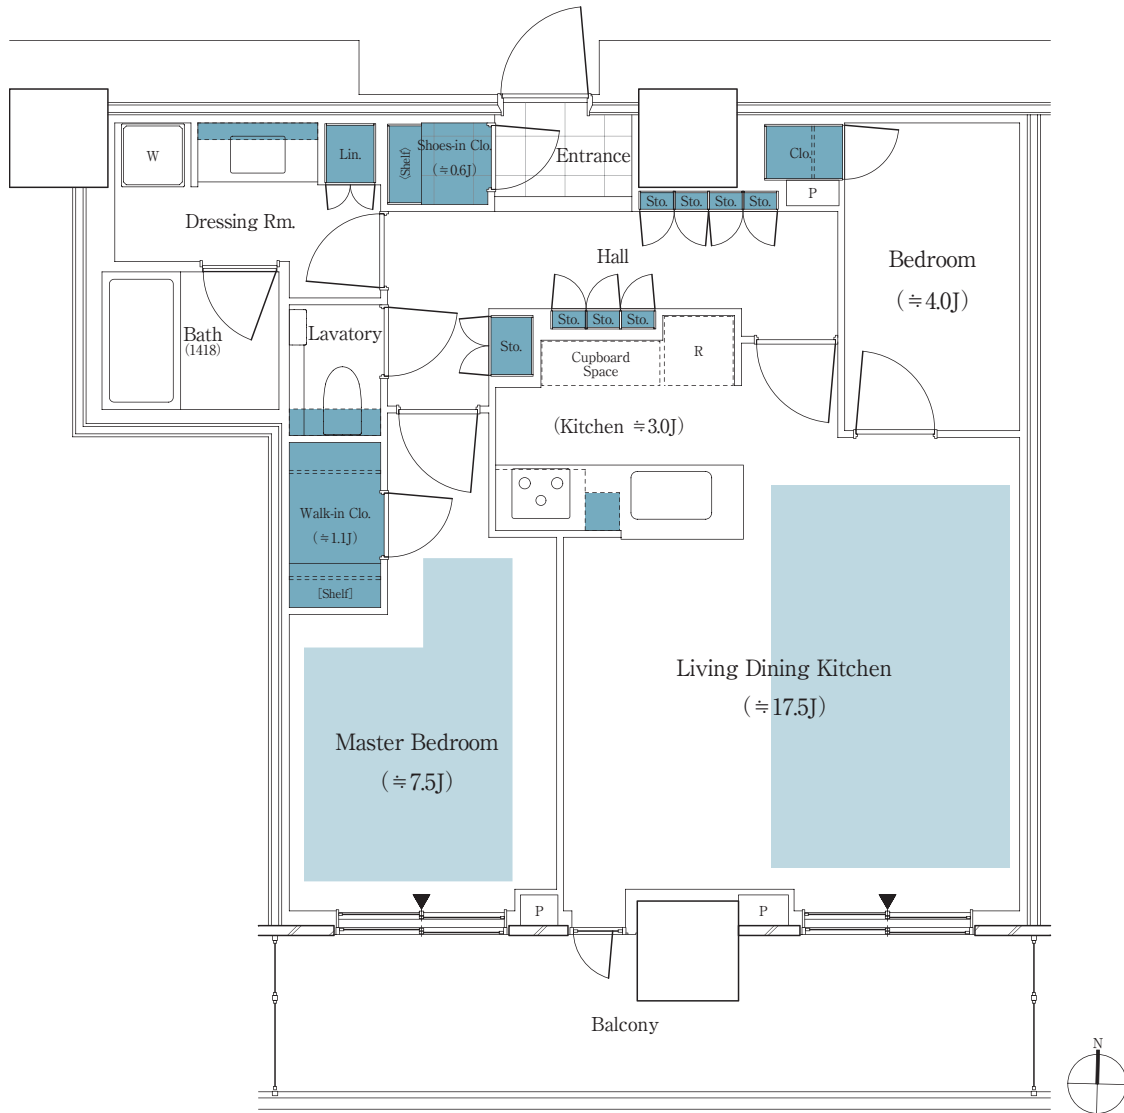 W
Lin.
(Shelf)
Shoes-in Clo.
(≒0.6J)
Entrance
Clo.
P
Sto.
Sto.
Sto.
Sto.
Dressing Rm.
Hall
Bedroom
(≒4.0J)
Bath
(1418)
Lavatory
Sto.
Sto.
Sto.
Sto.
Cupboard
Space
R
(Kitchen ≒3.0J)
Walk-in Clo.
(≒1.1J)
[Shelf]
Living Dining Kitchen
(≒17.5J)
Master Bedroom
(≒7.5J)
P
P
Balcony
N